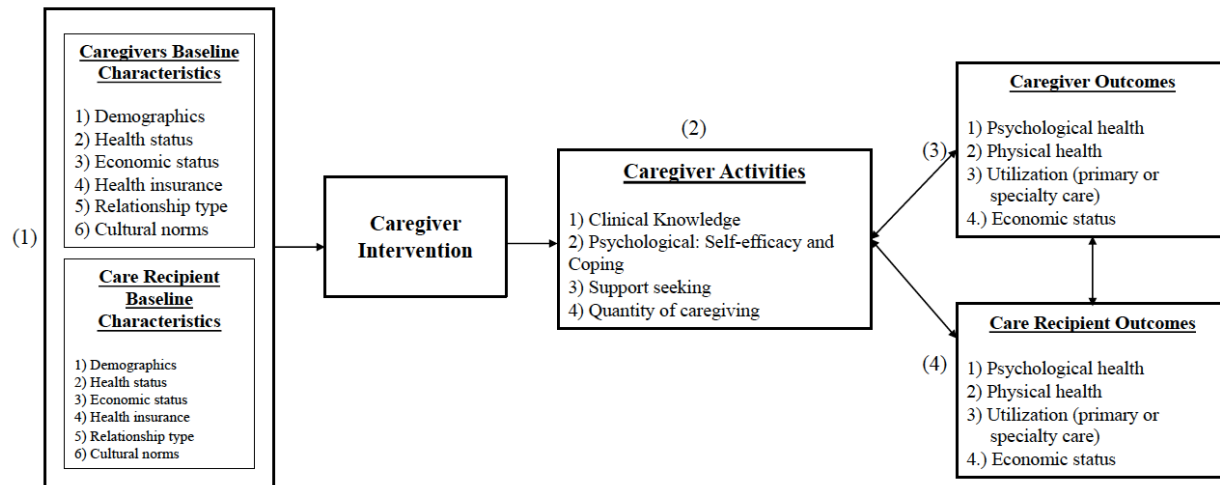 (1)
Caregivers Baseline
Characteristics
1) Demographics
2) Health status
3) Economic status
4) Health insurance
5) Relationship type
6) Cultural norms
Care Recipient
Baseline
Characteristics
1) Demographics
2) Health status
3) Economic status
4) Health insurance
5) Relationship type
6) Cultural norms
Caregiver
Intervention
(2)
Caregiver Activities
1) Clinical Knowledge
2) Psychological: Self-efficacy and
Coping
3) Support seeking
4) Quantity of caregiving
(3)
Caregiver Outcomes
1) Psychological health
2) Physical health
3) Utilization (primary or
specialty care)
4.) Economic status
(4)
Care Recipient Outcomes
1) Psychological health
2) Physical health
3) Utilization (primary or
specialty care)
4.) Economic status